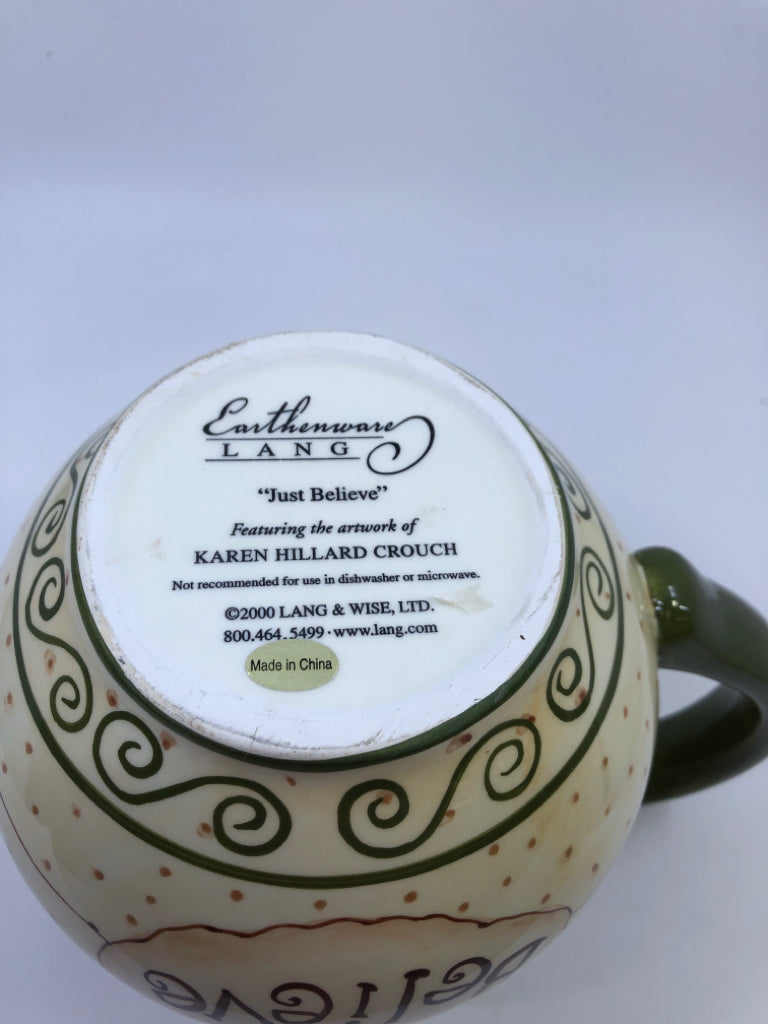 Earthenware
LANG
“Just Believe”
Featuring the artwork of
KAREN HILLARD CROUCH
Not recommended for use in dishwasher or microwave.
©2000 LANG & WISE, LTD.
800.464.5499 · www.lang.com
Made in China
BelIeve